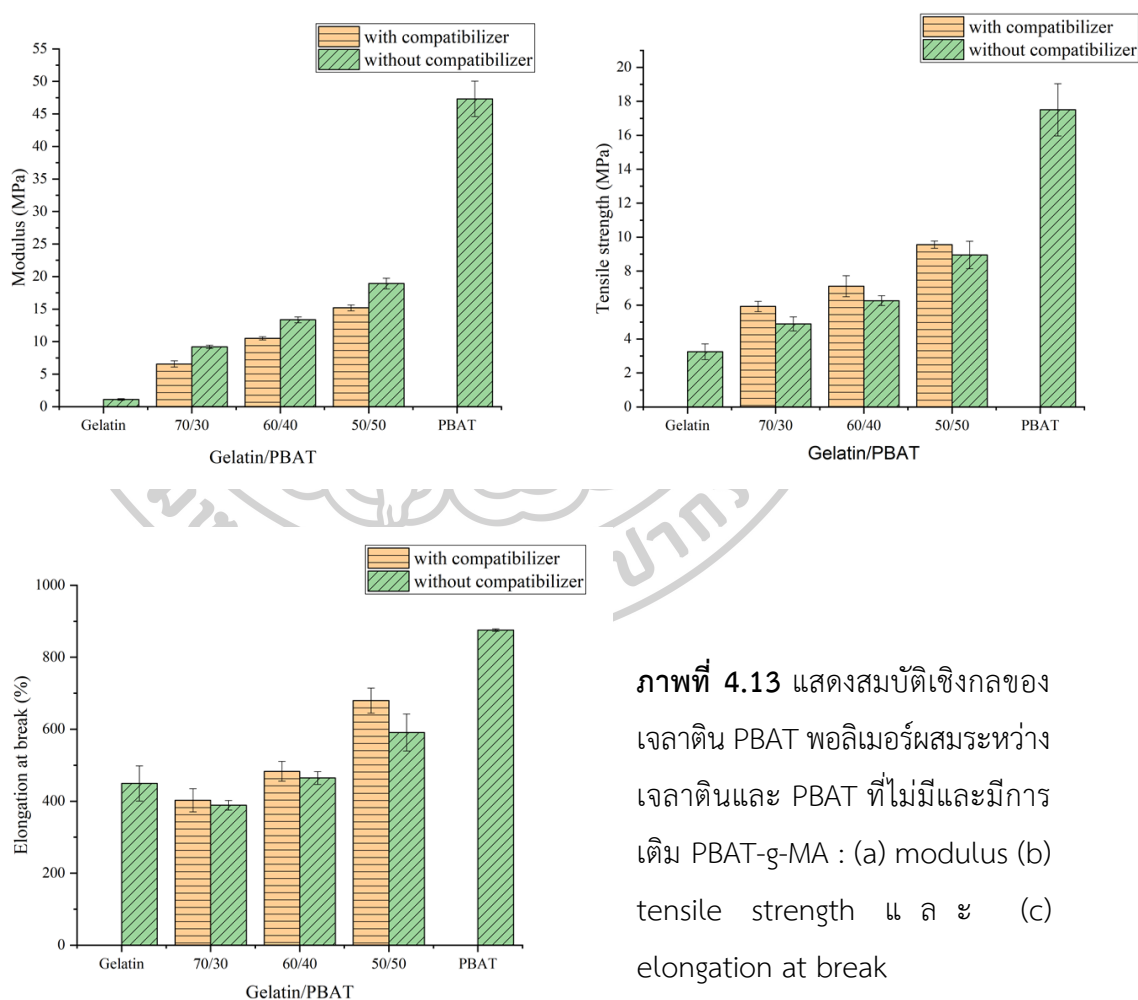 with compatibilizer
without compatibilizer
55
50
45
40
35
30
25
20
15
10
5
0
Modulus (MPa)
Gelatin 70/30 60/40 50/50 PBAT
Gelatin/PBAT
with compatibilizer
without compatibilizer
20
18
16
14
12
10
8
6
4
2
0
Tensile strength (MPa)
Gelatin 70/30 60/40 50/50 PBAT
Gelatin/PBAT
with compatibilizer
without compatibilizer
1000
800
600
400
200
0
Elongation at break (%)
Gelatin 70/30 60/40 50/50 PBAT
Gelatin/PBAT
ภาพที่ 4.13 แสดงสมบัติเชิงกลของ
เจลาติน PBAT พอลิเมอร์ผสมระหว่าง
เจลาตินและ PBAT ที่ไม่มีและมีการ
เติม PBAT-g-MA : (a) modulus (b)
tensile strength และ (c)
elongation at break